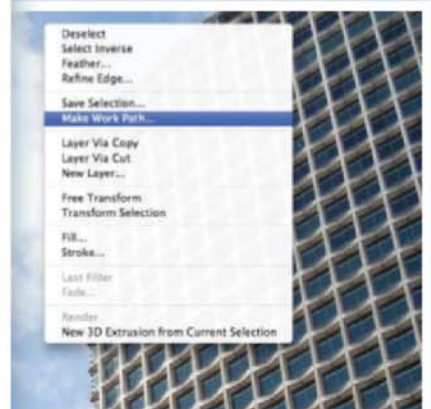 Deselect
Select Inverse
Feather...
Refine Edge...
Save Selection...
Make Work Path...
Layer Via Copy
Layer Via Cut
New Layer...
Free Transform
Transform Selection
Fill...
Stroke...
Last Filter
Fade...
Render
New 3D Extrusion from Current Selection